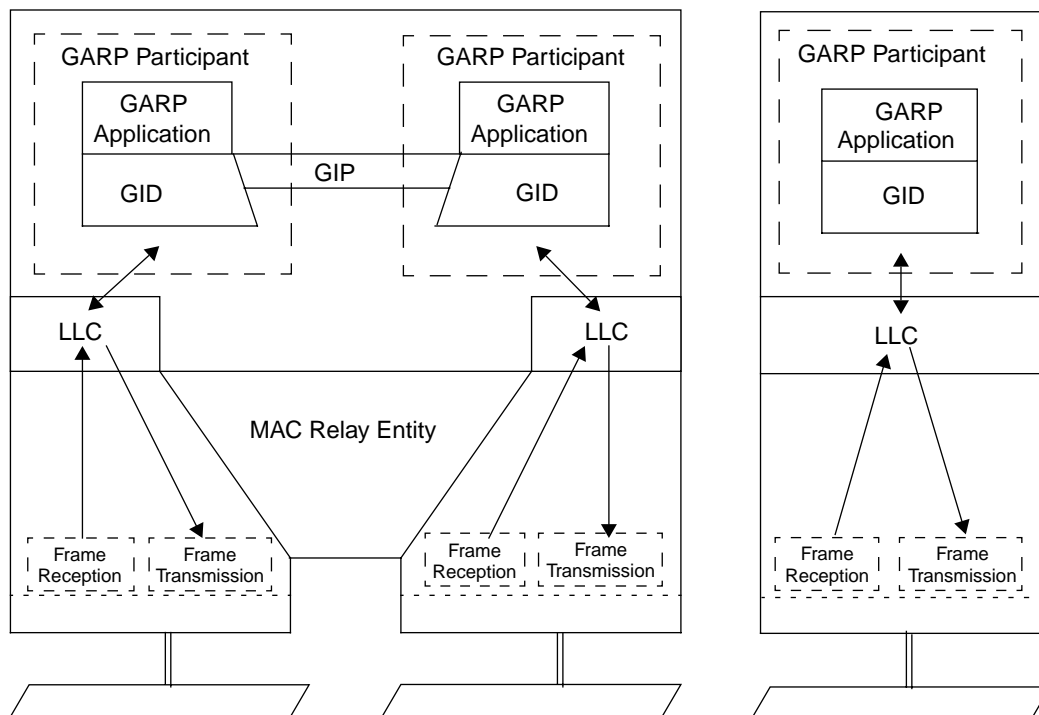 GARP Participant
GARP
Application
GID
GIP
GARP Participant
GARP
Application
GID
LLC
LLC
MAC Relay Entity
Frame
Reception
Frame
Transmission
Frame
Reception
Frame
Transmission
GARP Participant
GARP
Application
GID
LLC
Frame
Reception
Frame
Transmission